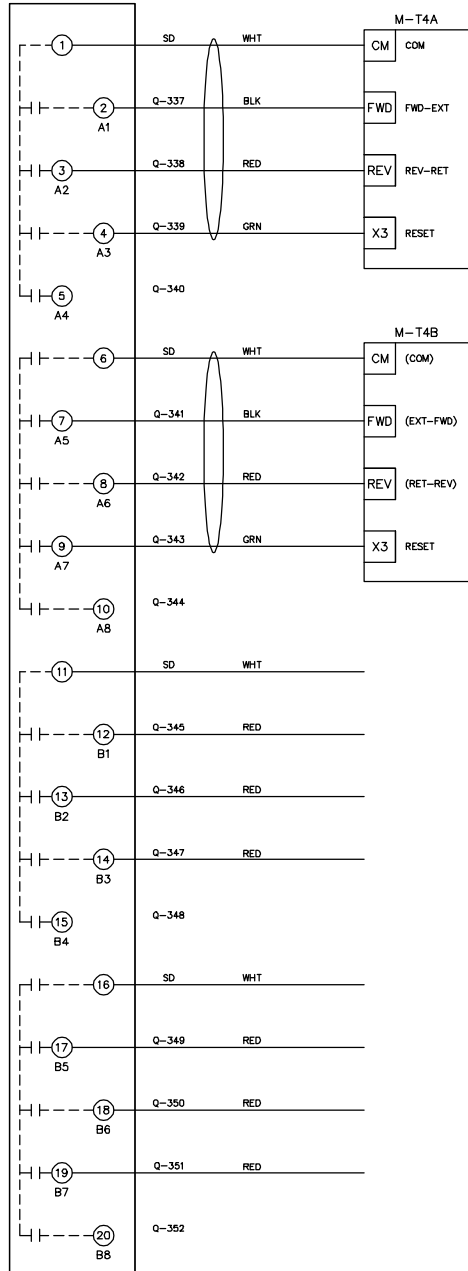 M-T4A
1 SD WHT CM COM
2 Q-337 BLK FWD FWD-EXT
A1
3 Q-338 RED REV REV-RET
A2
4 Q-339 GRN X3 RESET
A3
5 Q-340
A4
M-T4B
6 SD WHT CM (COM)
7 Q-341 BLK FWD (EXT-FWD)
A5
8 Q-342 RED REV (RET-REV)
A6
9 Q-343 GRN X3 RESET
A7
10 Q-344
A8
11 SD WHT
12 Q-345 RED
B1
13 Q-346 RED
B2
14 Q-347 RED
B3
15 Q-348
B4
16 SD WHT
17 Q-349 RED
B5
18 Q-350 RED
B6
19 Q-351 RED
B7
20 Q-352
B8